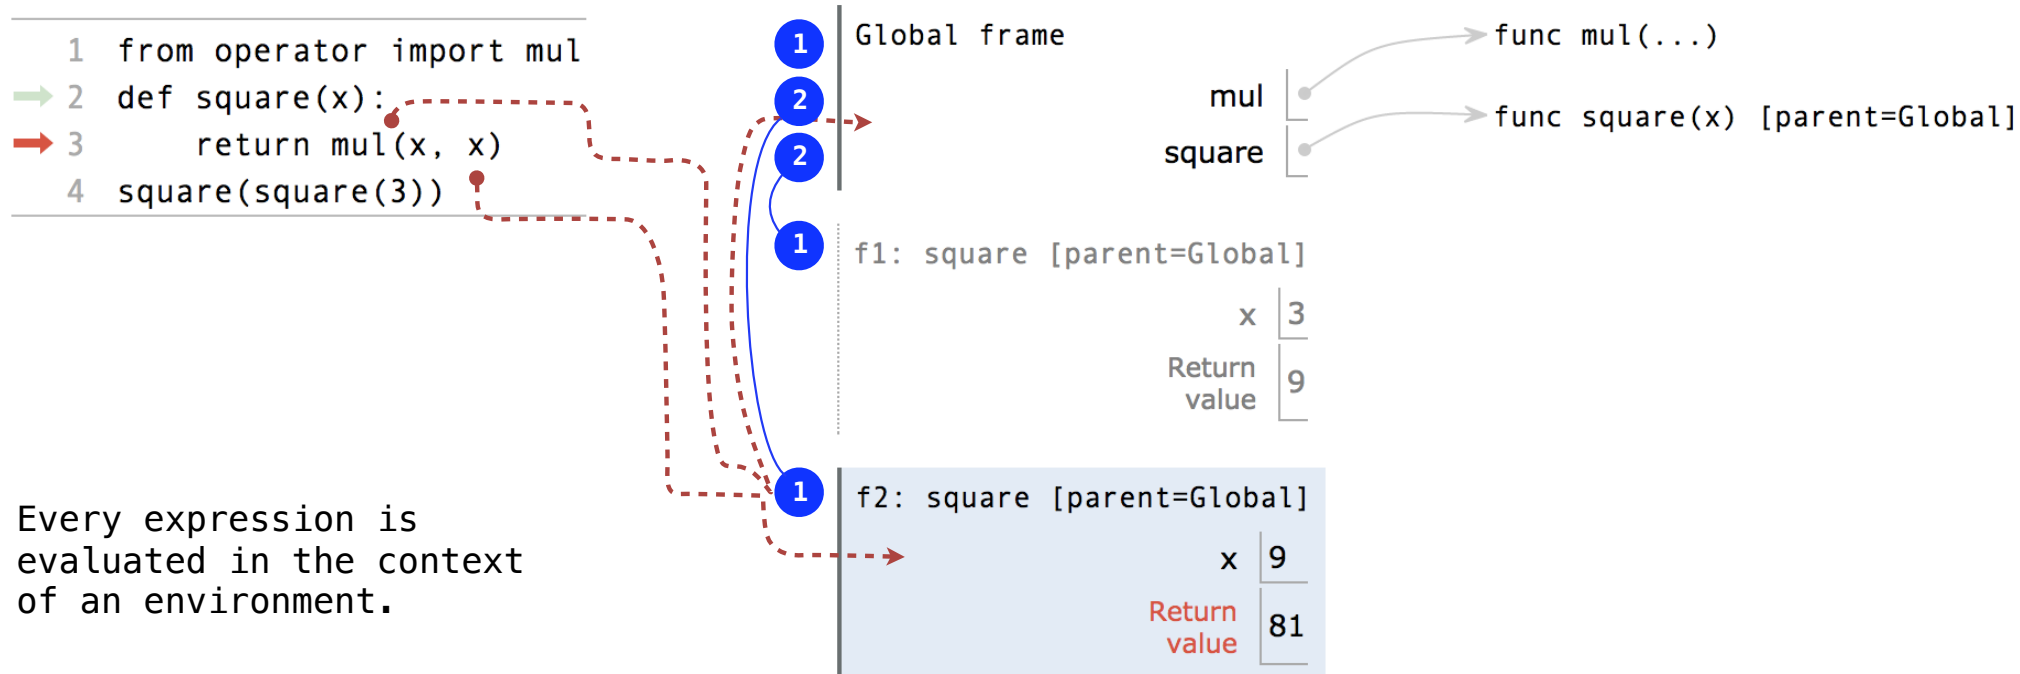 1 from operator import mul
2 def square(x):
3 return mul(x, x)
4 square(square(3))
Every expression is
evaluated in the context
of an environment.
1
Global frame
2
mul
2
square
func mul(...)
func square(x) [parent=Global]
1
f1: square [parent=Global]
x 3
Return
value 9
1
f2: square [parent=Global]
x 9
Return
value 81